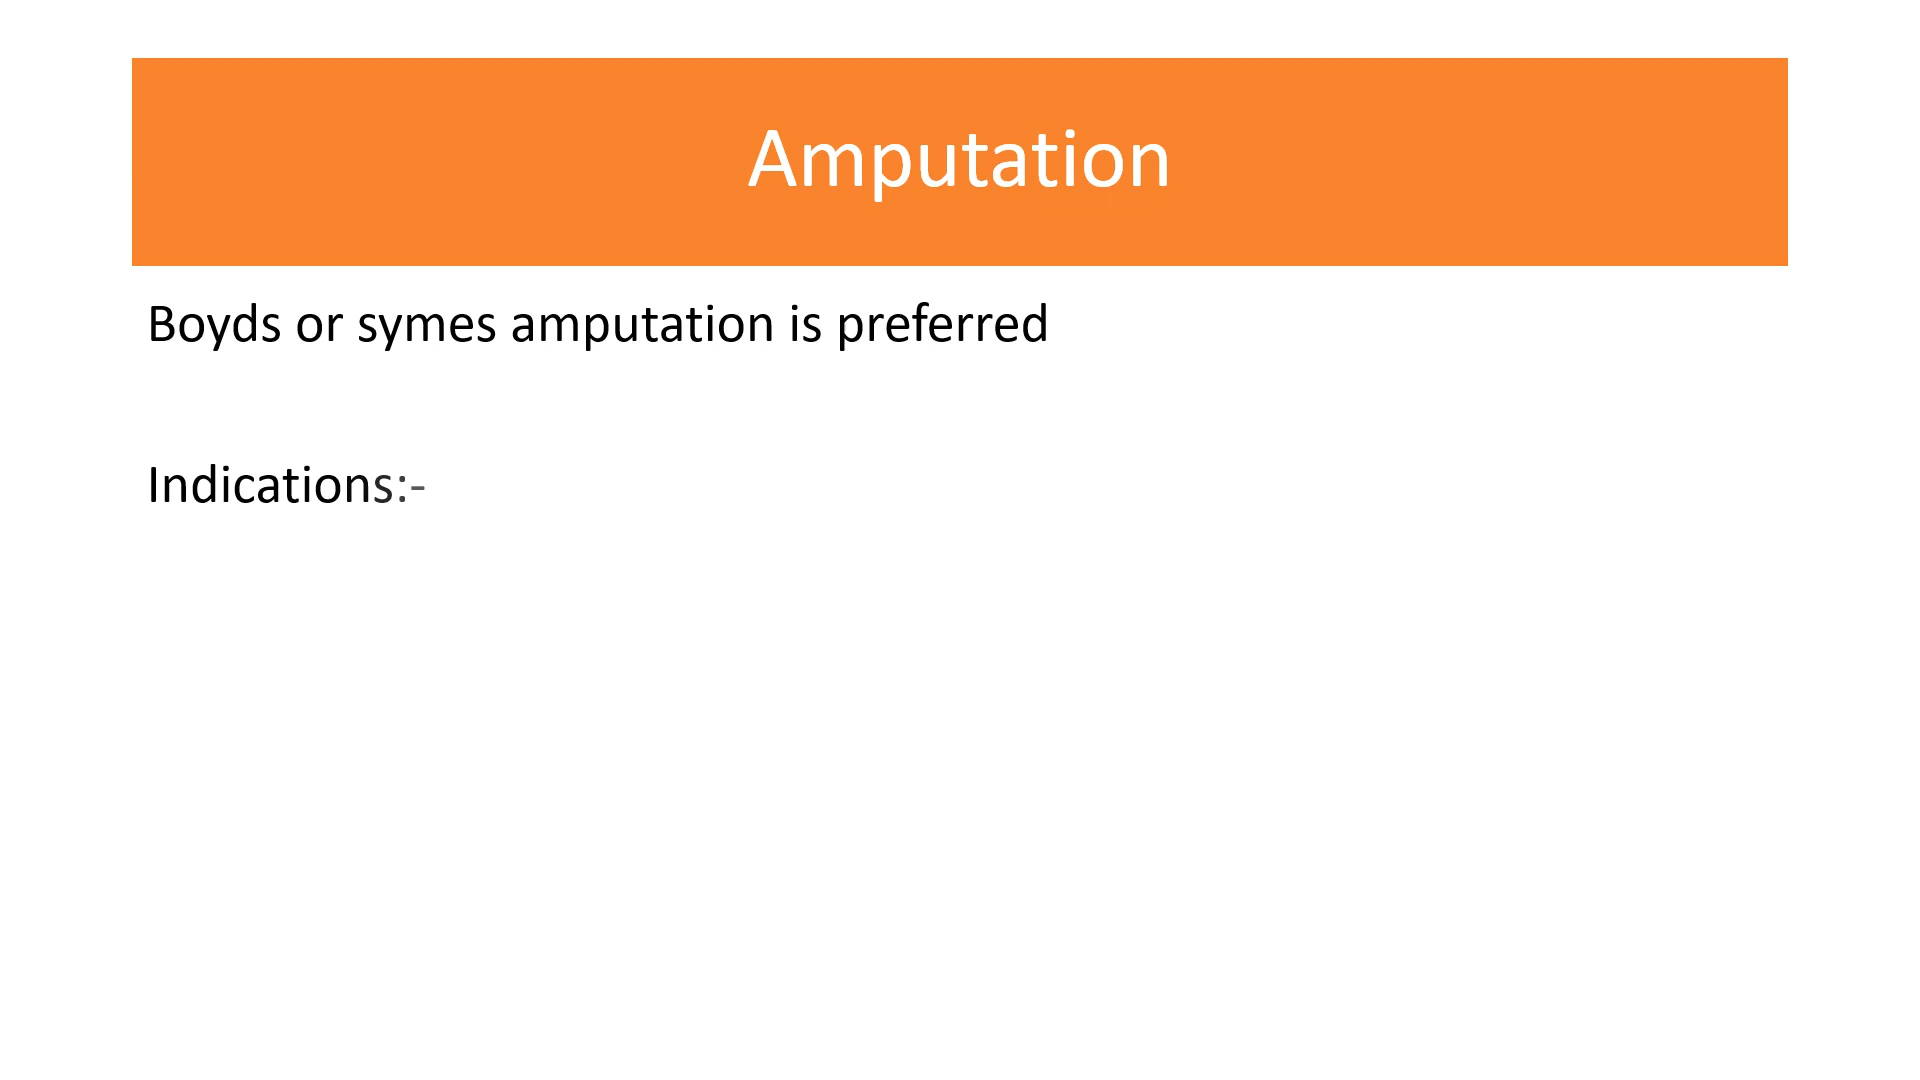 Amputation
Boyds or symes amputation is preferred
Indications:-